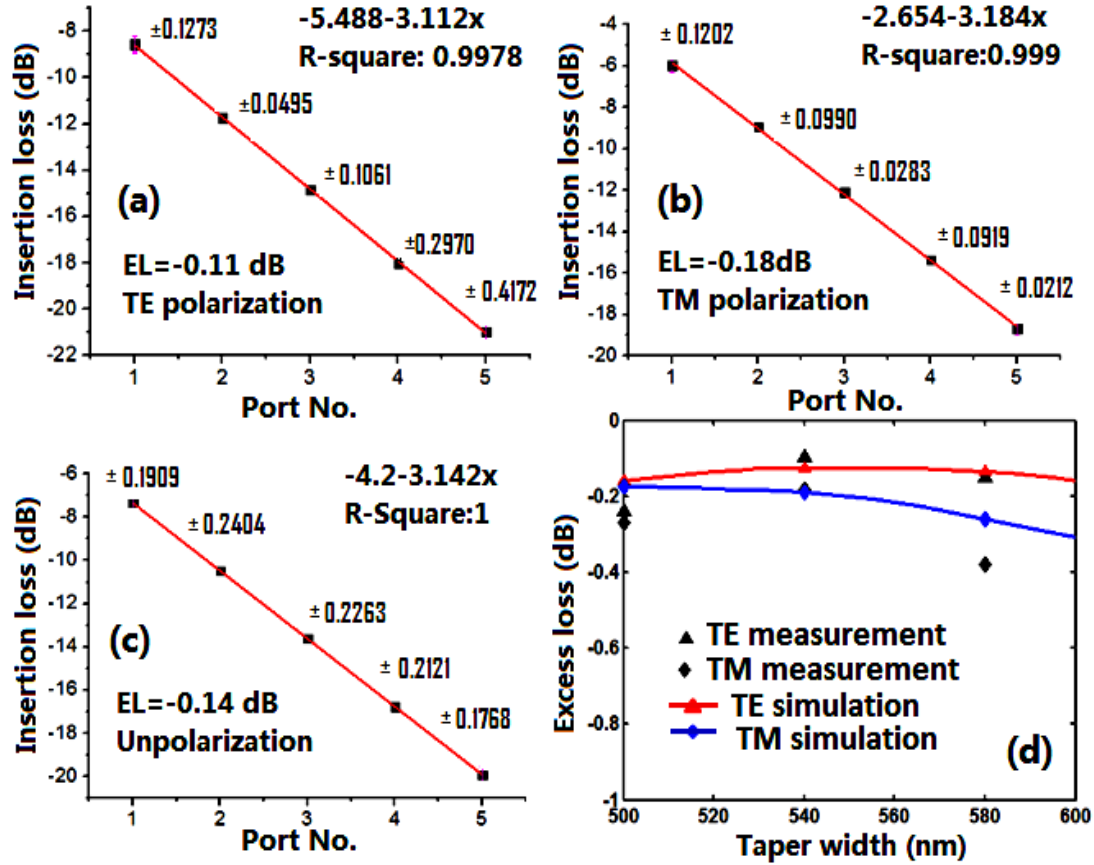 -5.488-3.112x
R-square: 0.9978
±0.1273
±0.0495
±0.1061
±0.2970
±0.4172
(a)
EL=-0.11 dB
TE polarization
Insertion loss (dB)
-8
-10
-12
-14
-16
-18
-20
-22
1 2 3 4 5
Port No.
-2.654-3.184x
R-square:0.999
±0.1202
±0.0990
±0.0283
±0.0919
±0.0212
(b)
EL=-0.18dB
TM polarization
Insertion loss (dB)
-4
-6
-8
-10
-12
-14
-16
-18
-20
1 2 3 4 5
Port No.
-4.2-3.142x
R-Square:1
±0.1909
±0.2404
±0.2263
±0.2121
±0.1768
(c)
EL=-0.14 dB
Unpolarization
Insertion loss (dB)
-6
-8
-10
-12
-14
-16
-18
-20
1 2 3 4 5
Port No.
0
-0.2
-0.4
-0.6
-0.8
-1
Excess loss (dB)
TE measurement
TM measurement
TE simulation
TM simulation
(d)
500 520 540 560 580 600
Taper width (nm)